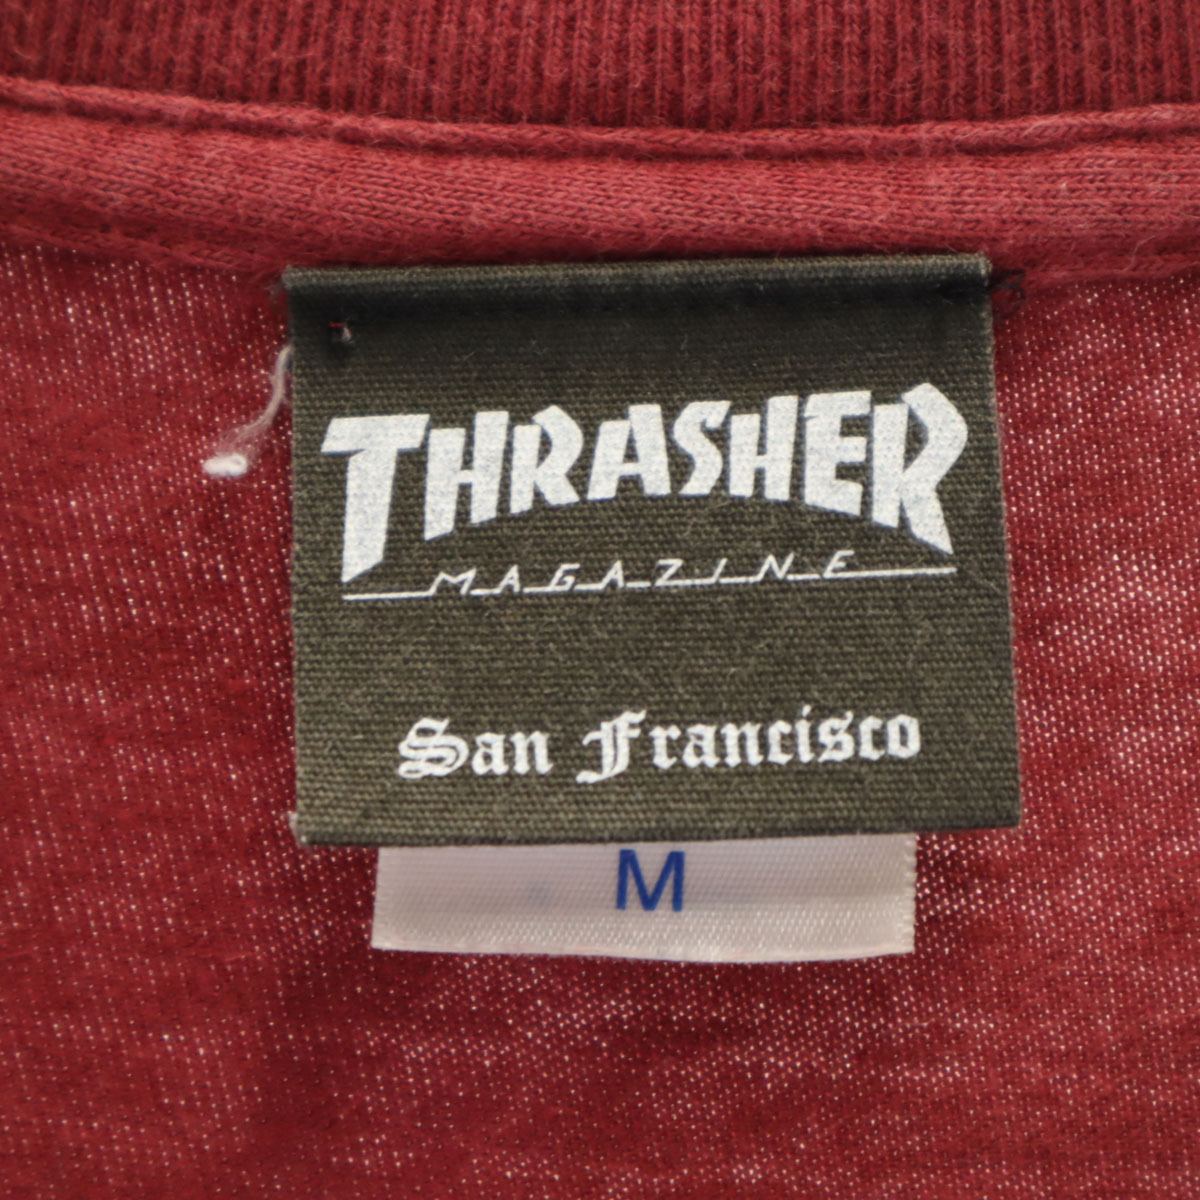 THRASHER
MAGAZINE
San Francisco
M